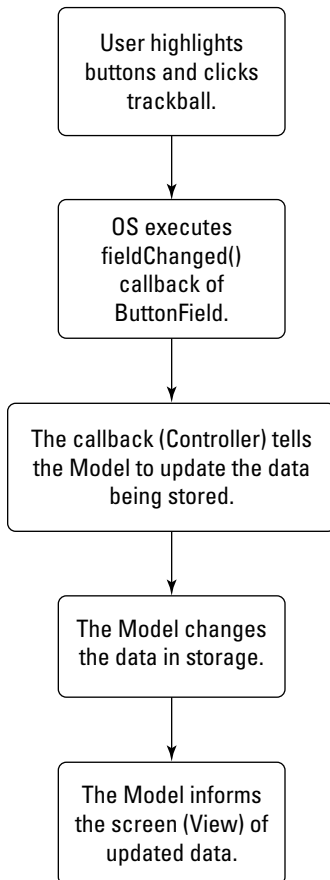 User highlights
buttons and clicks
trackball.
OS executes
fieldChanged()
callback of
ButtonField.
The callback (Controller) tells
the Model to update the data
being stored.
The Model changes
the data in storage.
The Model informs
the screen (View) of
updated data.